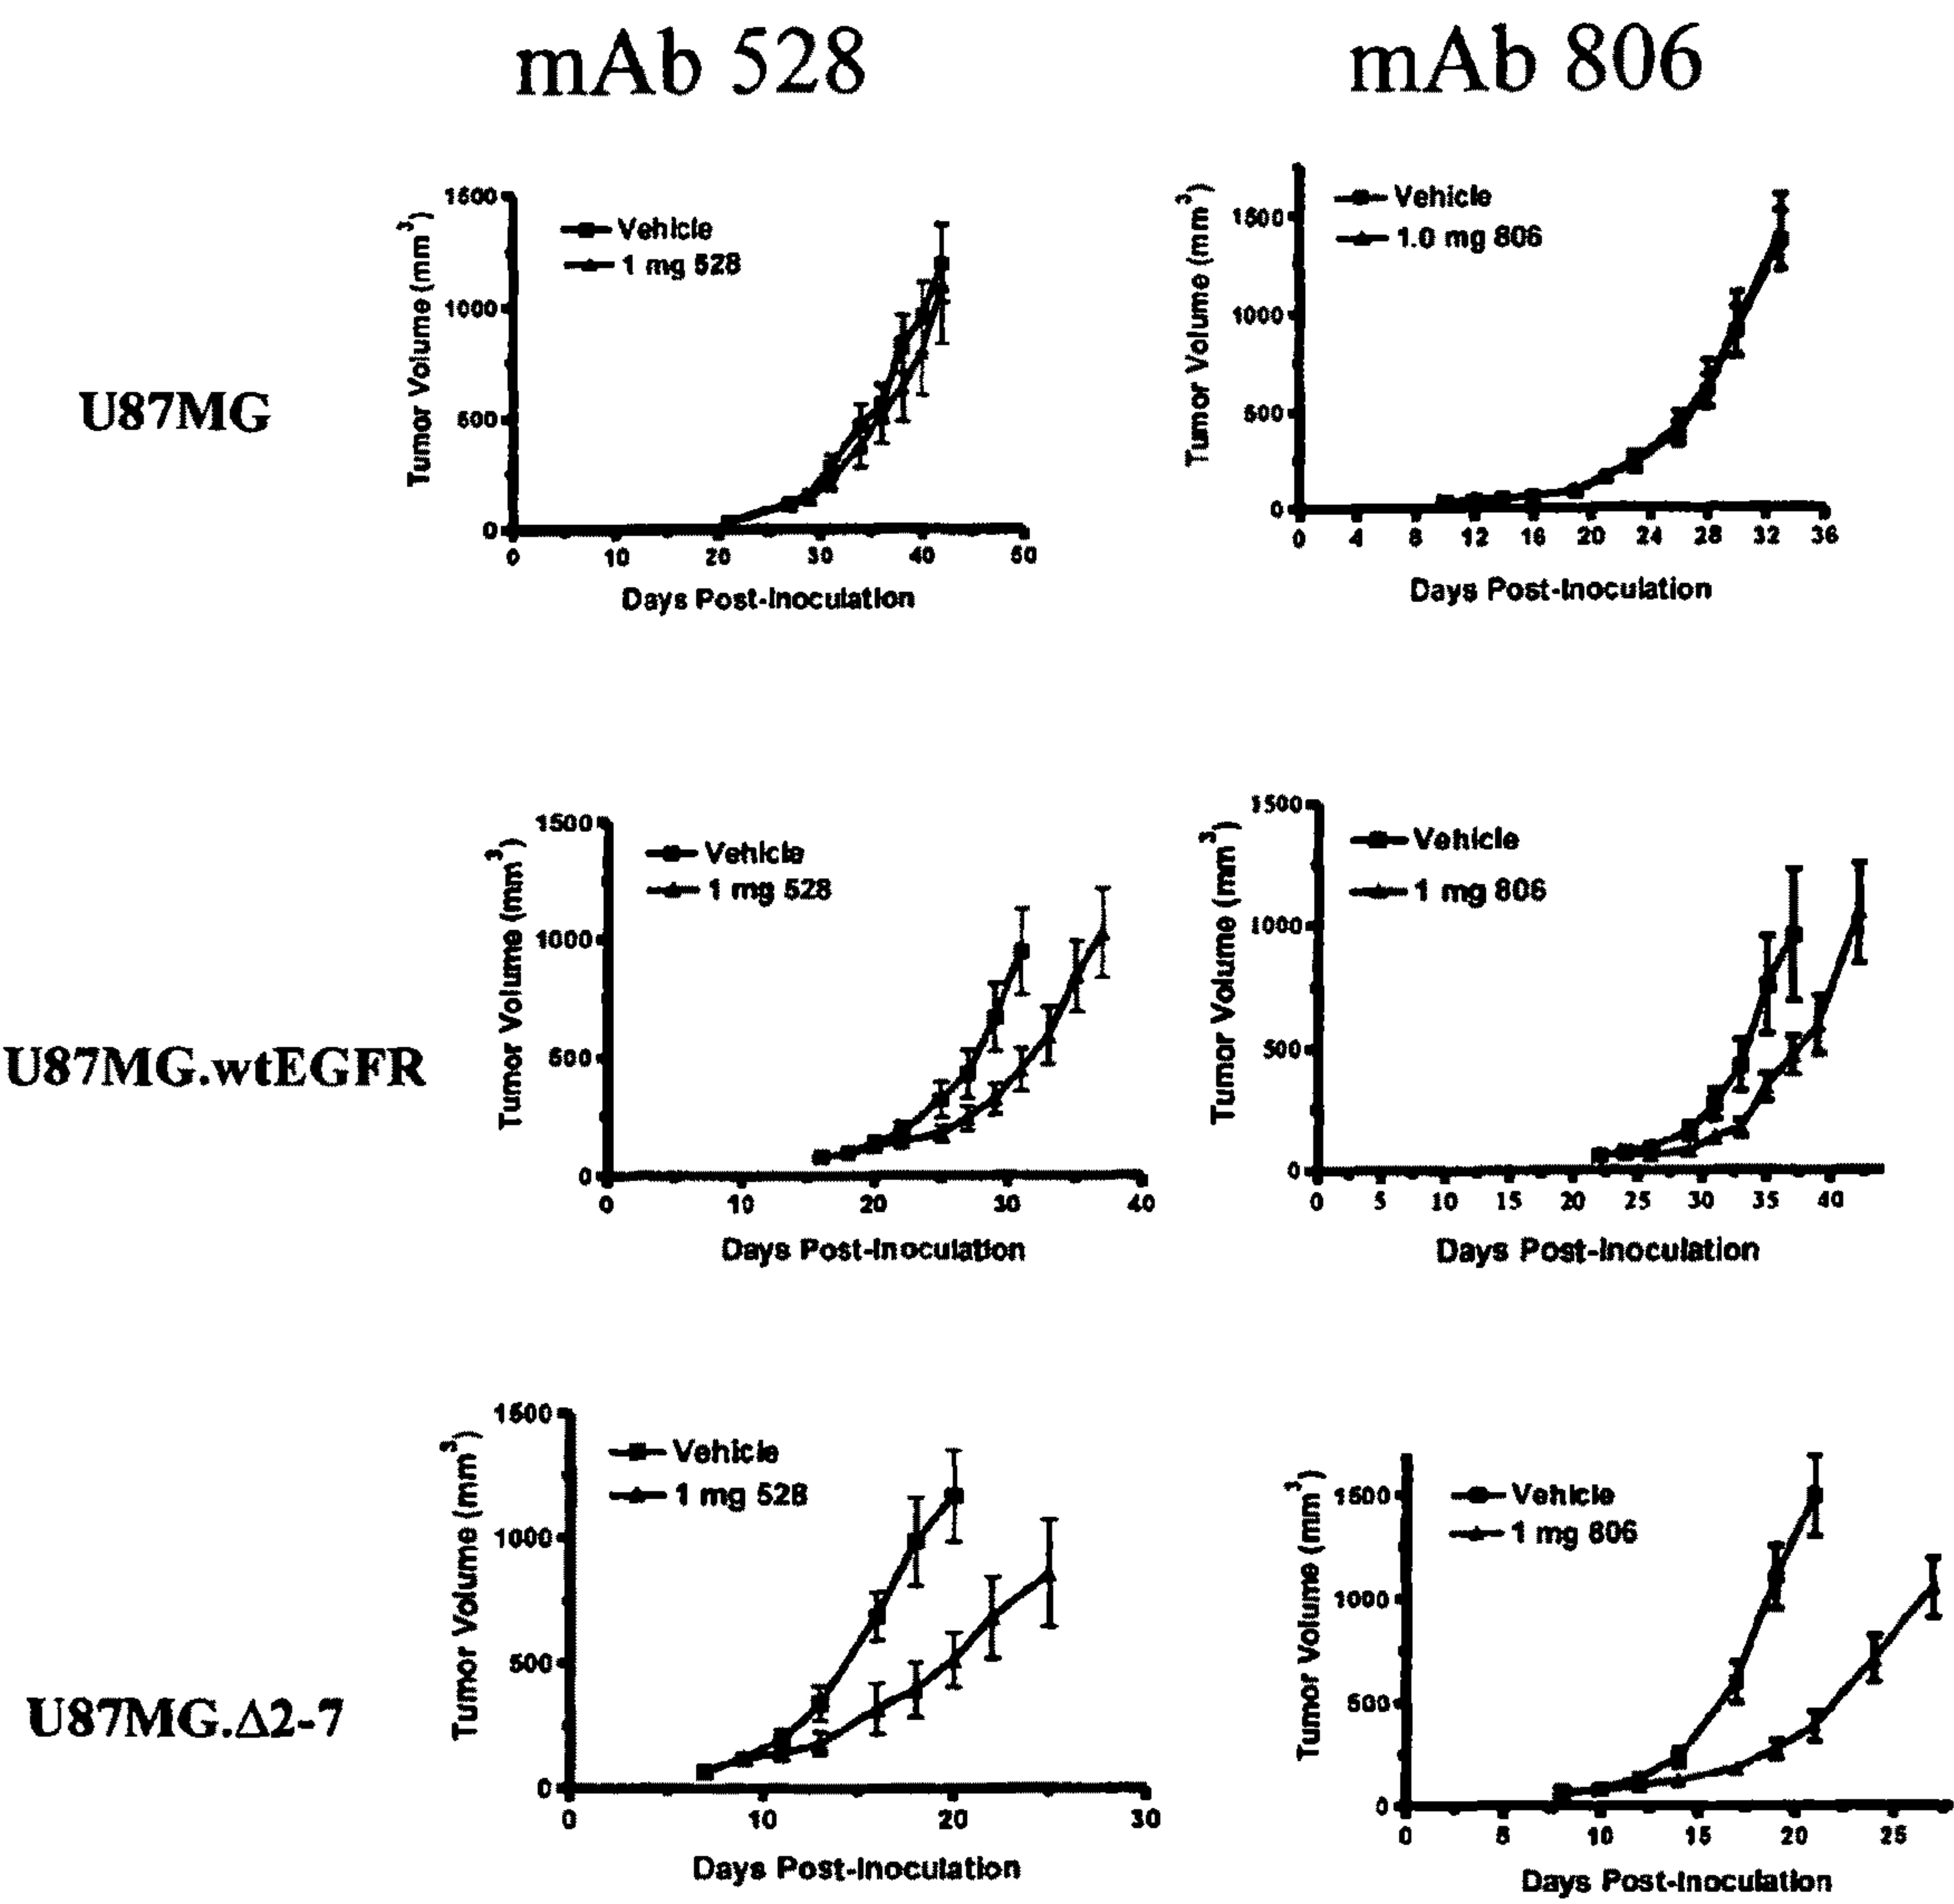 mAb 528
mAb 806
U87MG
Tumor Volume (mm³)
1500
1000
500
0
Vehicle
1 mg 528
0 10 20 30 40 50
Days Post-Inoculation
Tumor Volume (mm³)
1500
1000
500
0
Vehicle
1.0 mg 806
0 4 8 12 16 20 24 28 32 36
Days Post-Inoculation
U87MG.wtEGFR
Tumor Volume (mm³)
1500
1000
500
0
Vehicle
1 mg 528
0 10 20 30 40
Days Post-Inoculation
Tumor Volume (mm³)
1500
1000
500
0
Vehicle
1 mg 806
0 5 10 15 20 25 30 35 40
Days Post-Inoculation
U87MG.Δ2-7
Tumor Volume (mm³)
1500
1000
500
0
Vehicle
1 mg 528
0 10 20 30
Days Post-Inoculation
Tumor Volume (mm³)
1500
1000
500
0
Vehicle
1 mg 806
0 5 10 15 20 25
Days Post-Inoculation